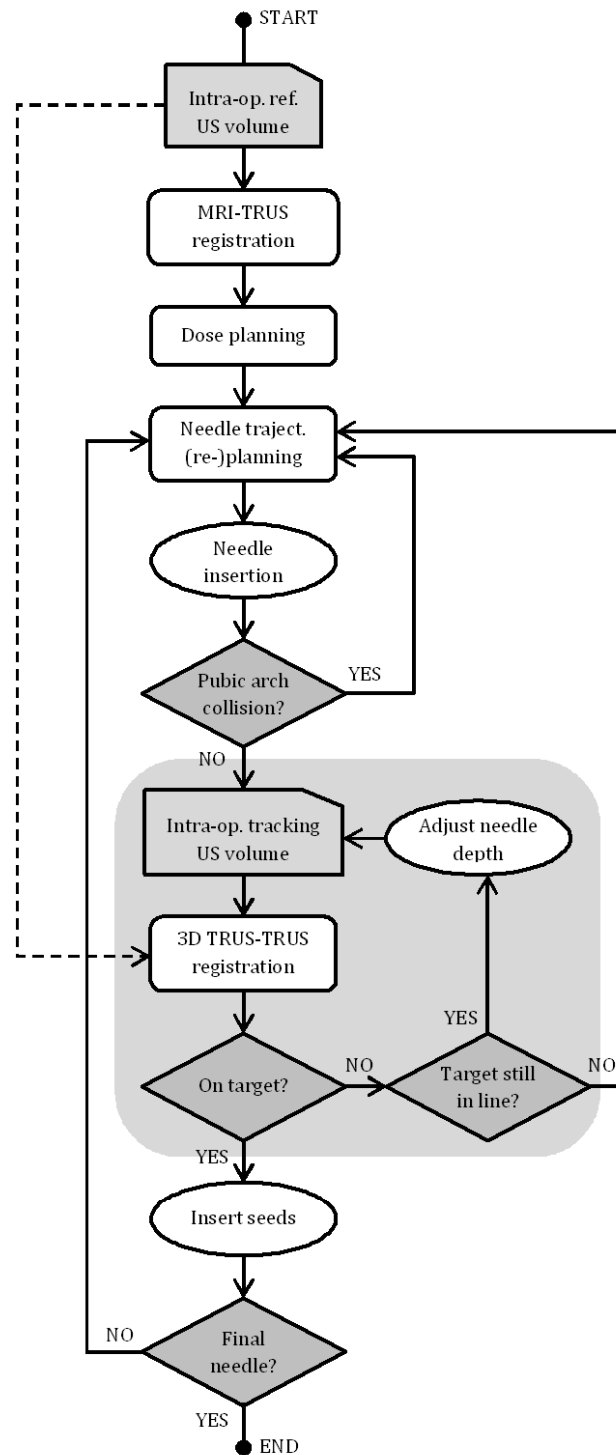 START
Intra-op. ref.
US volume
MRI-TRUS
registration
Dose planning
Needle traject.
(re-)planning
Needle
insertion
Pubic arch
collision?
YES
NO
Intra-op. tracking
US volume
Adjust needle
depth
3D TRUS-TRUS
registration
YES
On target?
NO
Target still
in line?
NO
YES
Insert seeds
Final
needle?
NO
YES
END